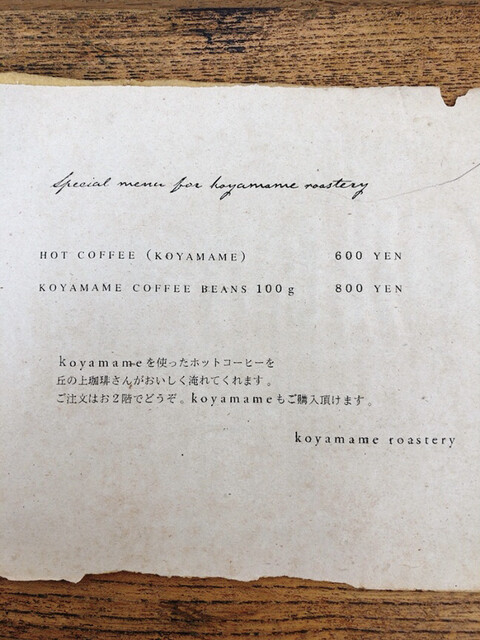 Special menu for koyamame roastery
HOT COFFEE (KOYAMAME) 600 YEN
KOYAMAME COFFEE BEANS 100g 800 YEN
koyamameを使ったホットコーヒーを
丘の上珈琲さんがおいしく淹れてくれます。
ご注文はお2階でどうぞ。koyamameもご購入頂けます。
koyamame roastery